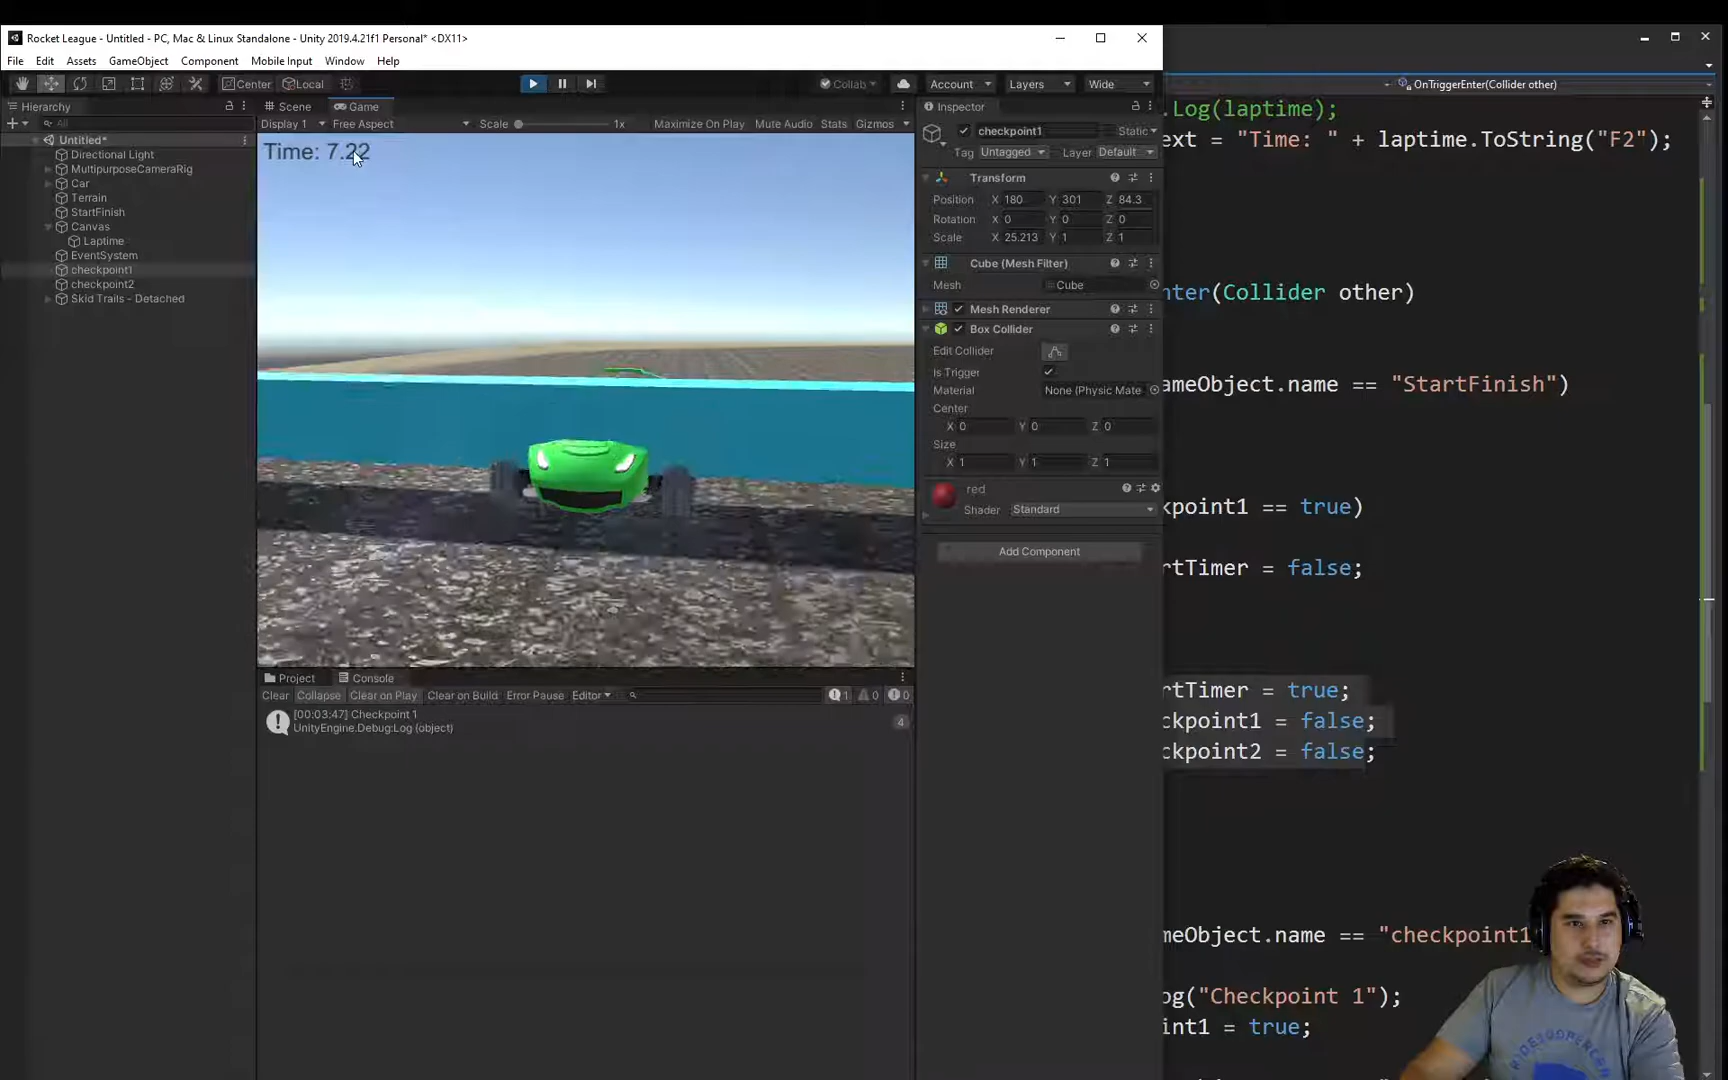 Rocket League - Untitled - PC, Mac & Linux Standalone - Unity 2019.4.21f1 Personal* <DX11>
File Edit Assets GameObject Component Mobile Input Window Help
Center Local
Collab Account Layers Wide
OnTriggerEnter(Collider other)
Hierarchy
All
Untitled*
Directional Light
MultipurposeCameraRig
Car
Terrain
StartFinish
Canvas
Laptime
EventSystem
checkpoint1
checkpoint2
Skid Trails - Detached
Scene Game
Display 1 Free Aspect Scale 1x Maximize On Play Mute Audio Stats Gizmos
Time: 7.22
Inspector
checkpoint1 Static
Tag Untagged Layer Default
Transform
Position X 180 Y 301 Z 84.3
Rotation X 0 Y 0 Z 0
Scale X 25.213 Y 1 Z 1
Cube (Mesh Filter)
Mesh Cube
Mesh Renderer
Box Collider
Edit Collider
Is Trigger
Material None (Physic Mate
Center
X 0 Y 0 Z 0
Size
X 1 Y 1 Z 1
red
Shader Standard
Add Component
Project Console
Clear Collapse Clear on Play Clear on Build Error Pause Editor 1 0 0
[00:03:47] Checkpoint 1
UnityEngine.Debug:Log (object)
4
.Log(laptime);
ext = "Time: " + laptime.ToString("F2");
nter(Collider other)
ameObject.name == "StartFinish")
kpoint1 == true)
rtTimer = false;
rtTimer = true;
ckpoint1 = false;
ckpoint2 = false;
meObject.name == "checkpoint1
og("Checkpoint 1");
int1 = true;